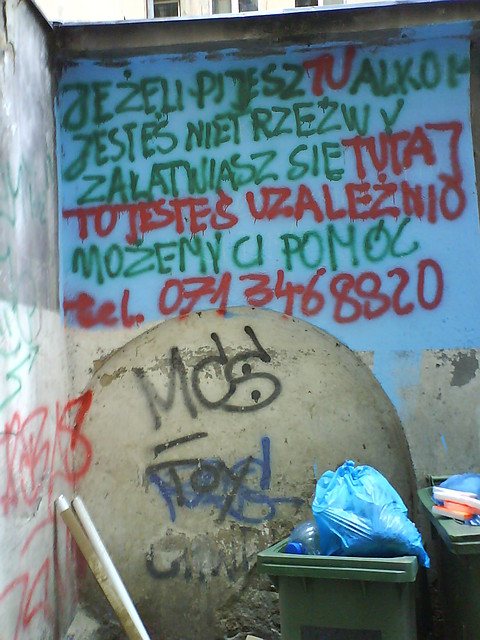 JEŻELI PIJESZ TU ALKOH
JESTEŚ NIETRZEŹWY
ZAŁATWIASZ SIĘ TUTAJ
TO JESTEŚ UZALEŻNIO
MOŻEMY CI POMÓC
tel. 071 346 8820
MCS